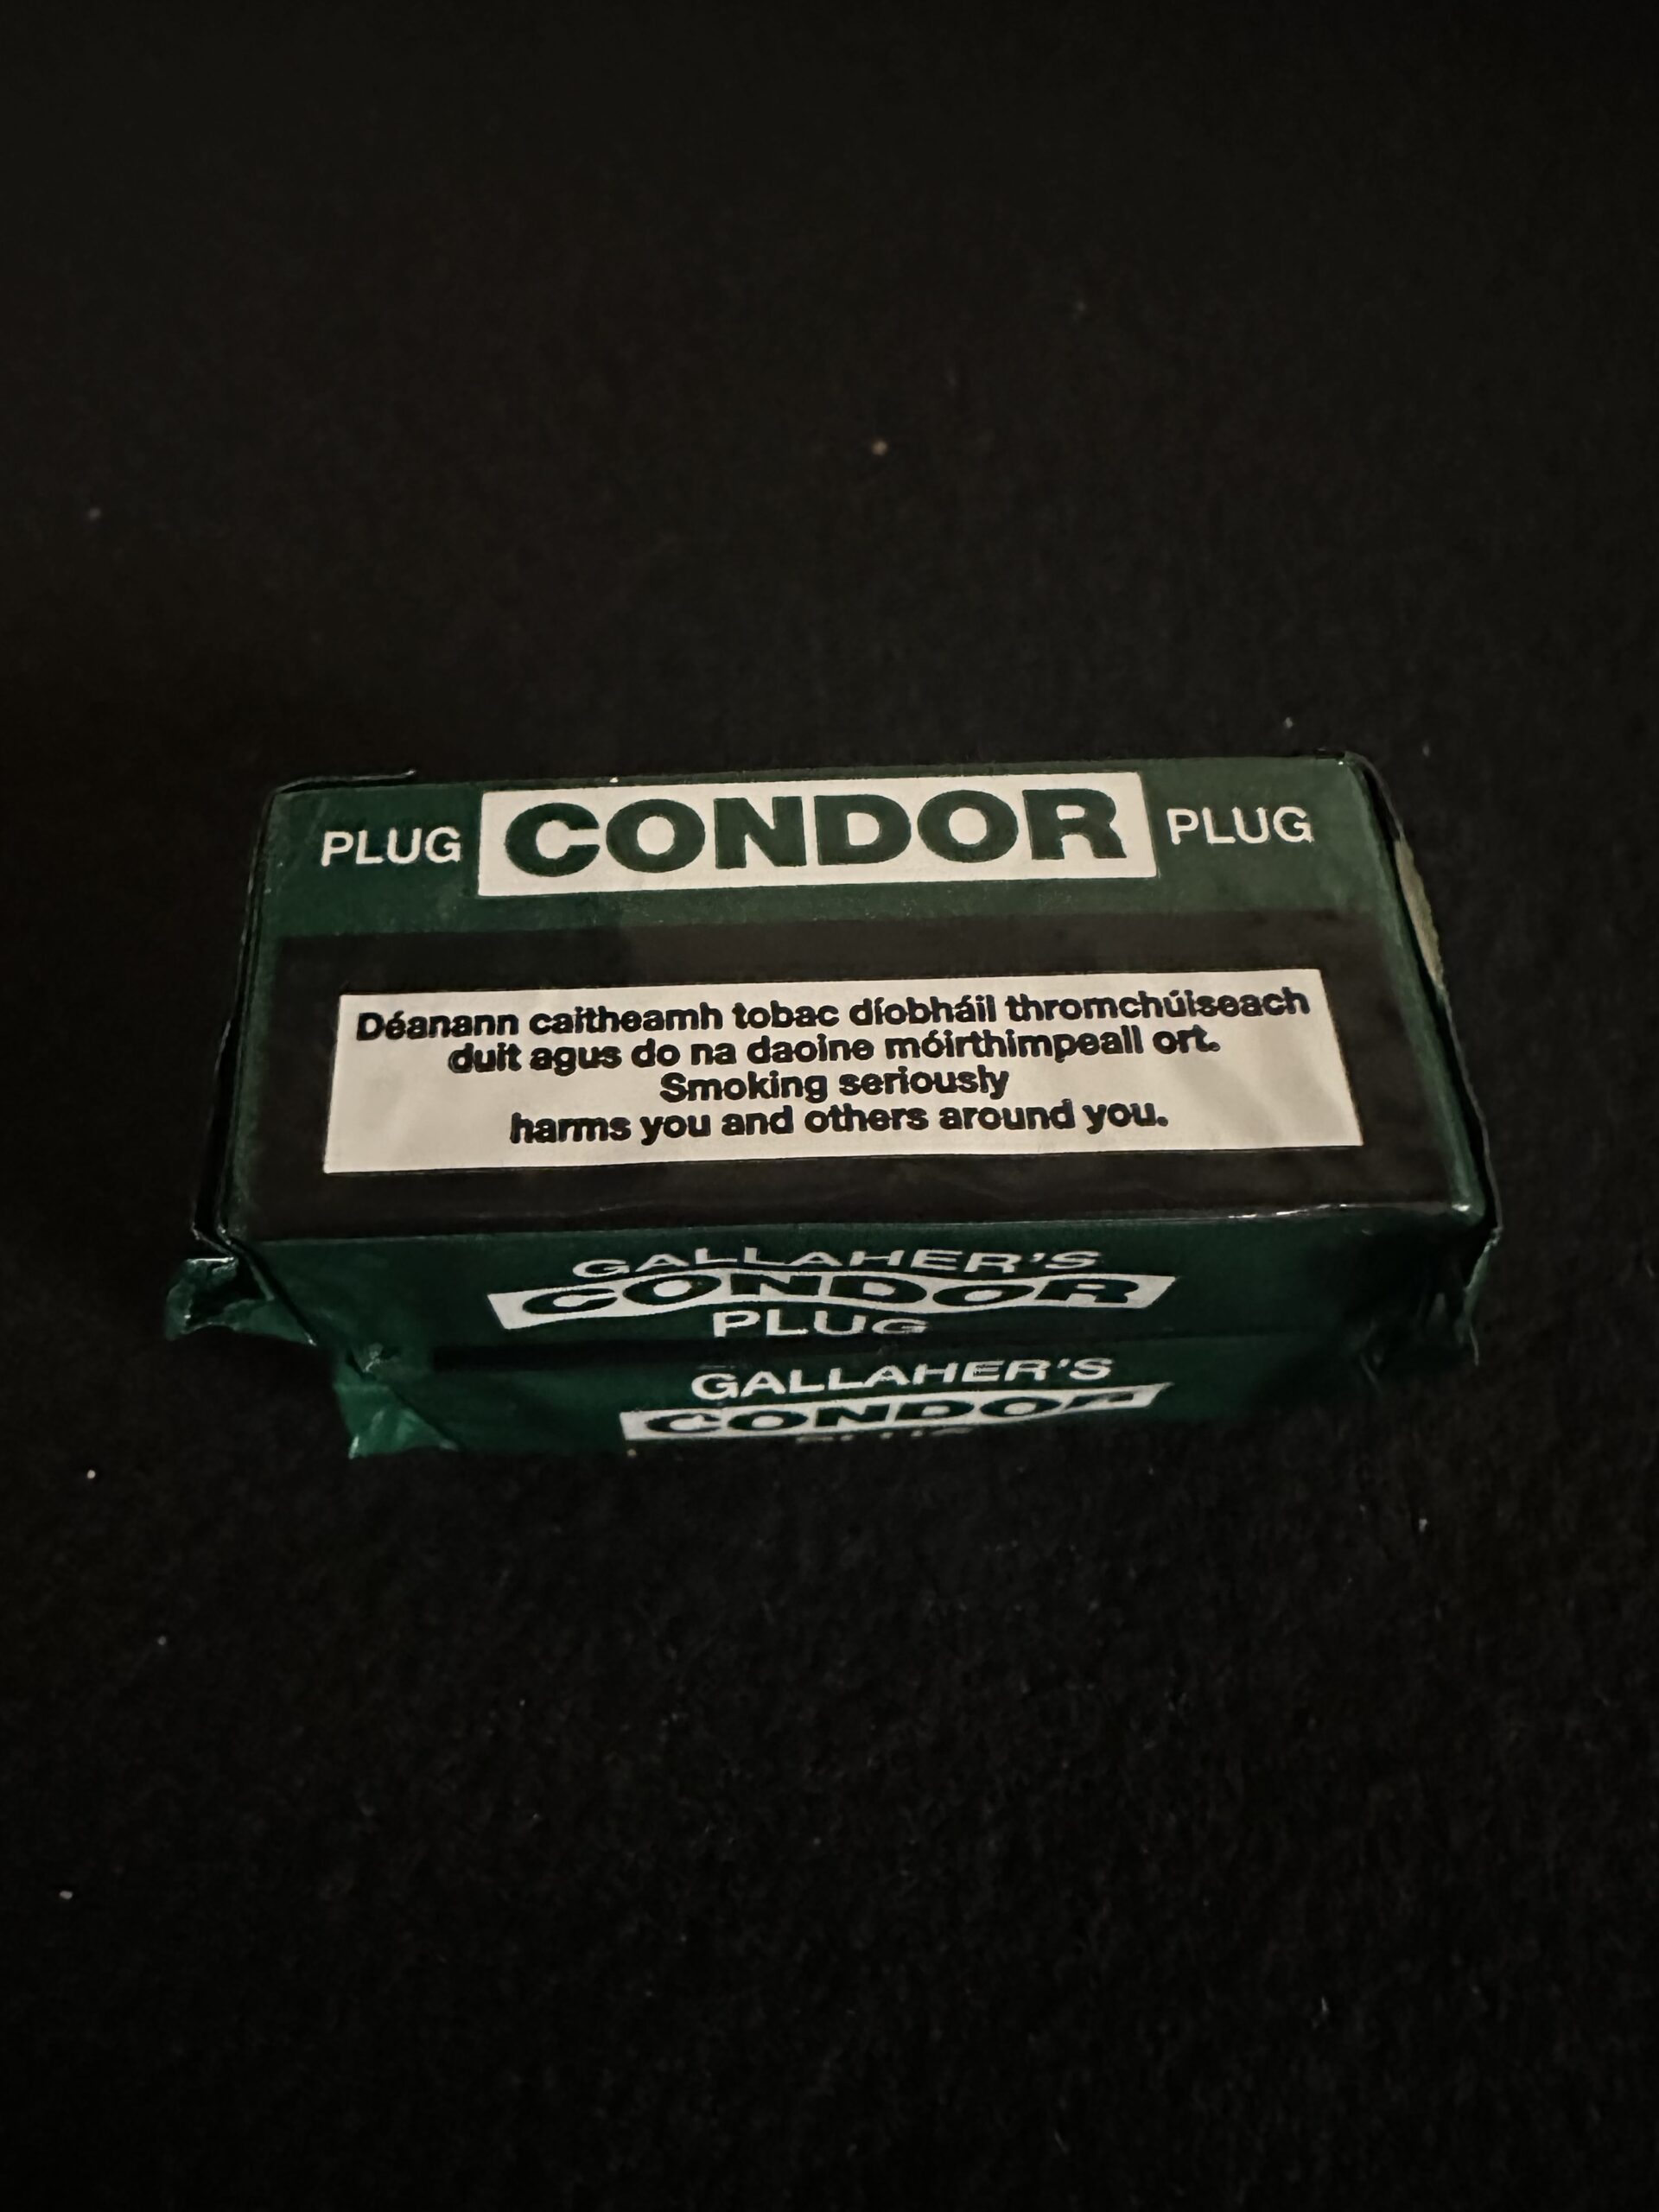 PLUG CONDOR PLUG
Déanann caitheamh tobac díobháil thromchúiseach
duit agus do na daoine móirthimpeall ort.
Smoking seriously
harms you and others around you.
GALLAHER'S
CONDOR
PLUG
GALLAHER'S
CONDOR